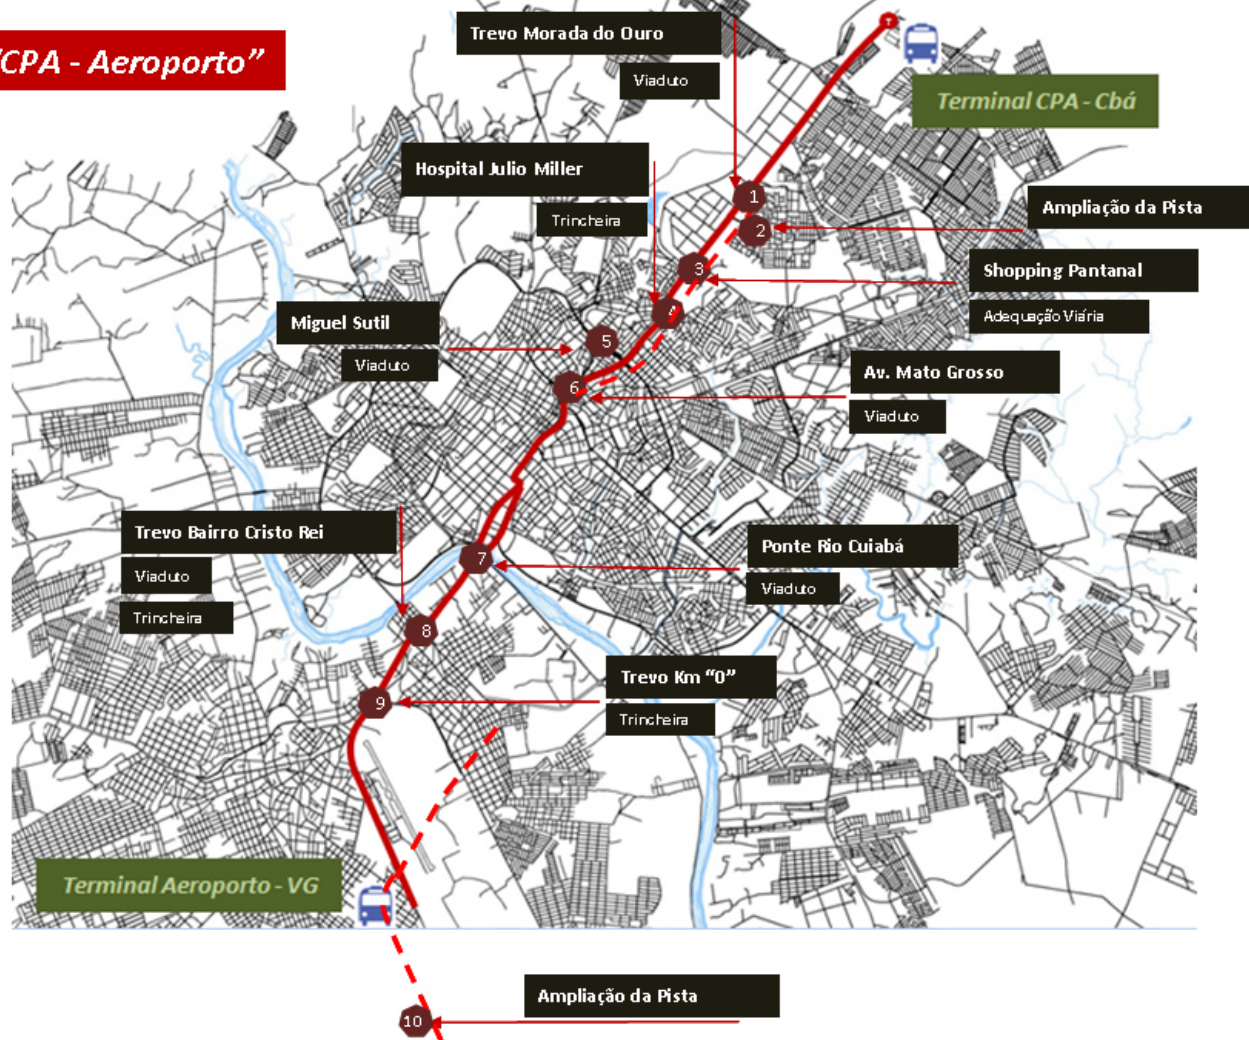 “CPA - Aeroporto”
Trevo Morada do Ouro
Viaduto
T
Terminal CPA - Cbá
Hospital Julio Miller
Trincheira
1
2
Ampliação da Pista
3
Shopping Pantanal
Adequação Viária
4
Miguel Sutil
Viaduto
5
6
Av. Mato Grosso
Viaduto
Trevo Bairro Cristo Rei
Viaduto
Trincheira
7
Ponte Rio Cuiabá
Viaduto
8
9
Trevo Km “0”
Trincheira
Terminal Aeroporto - VG
Ampliação da Pista
10